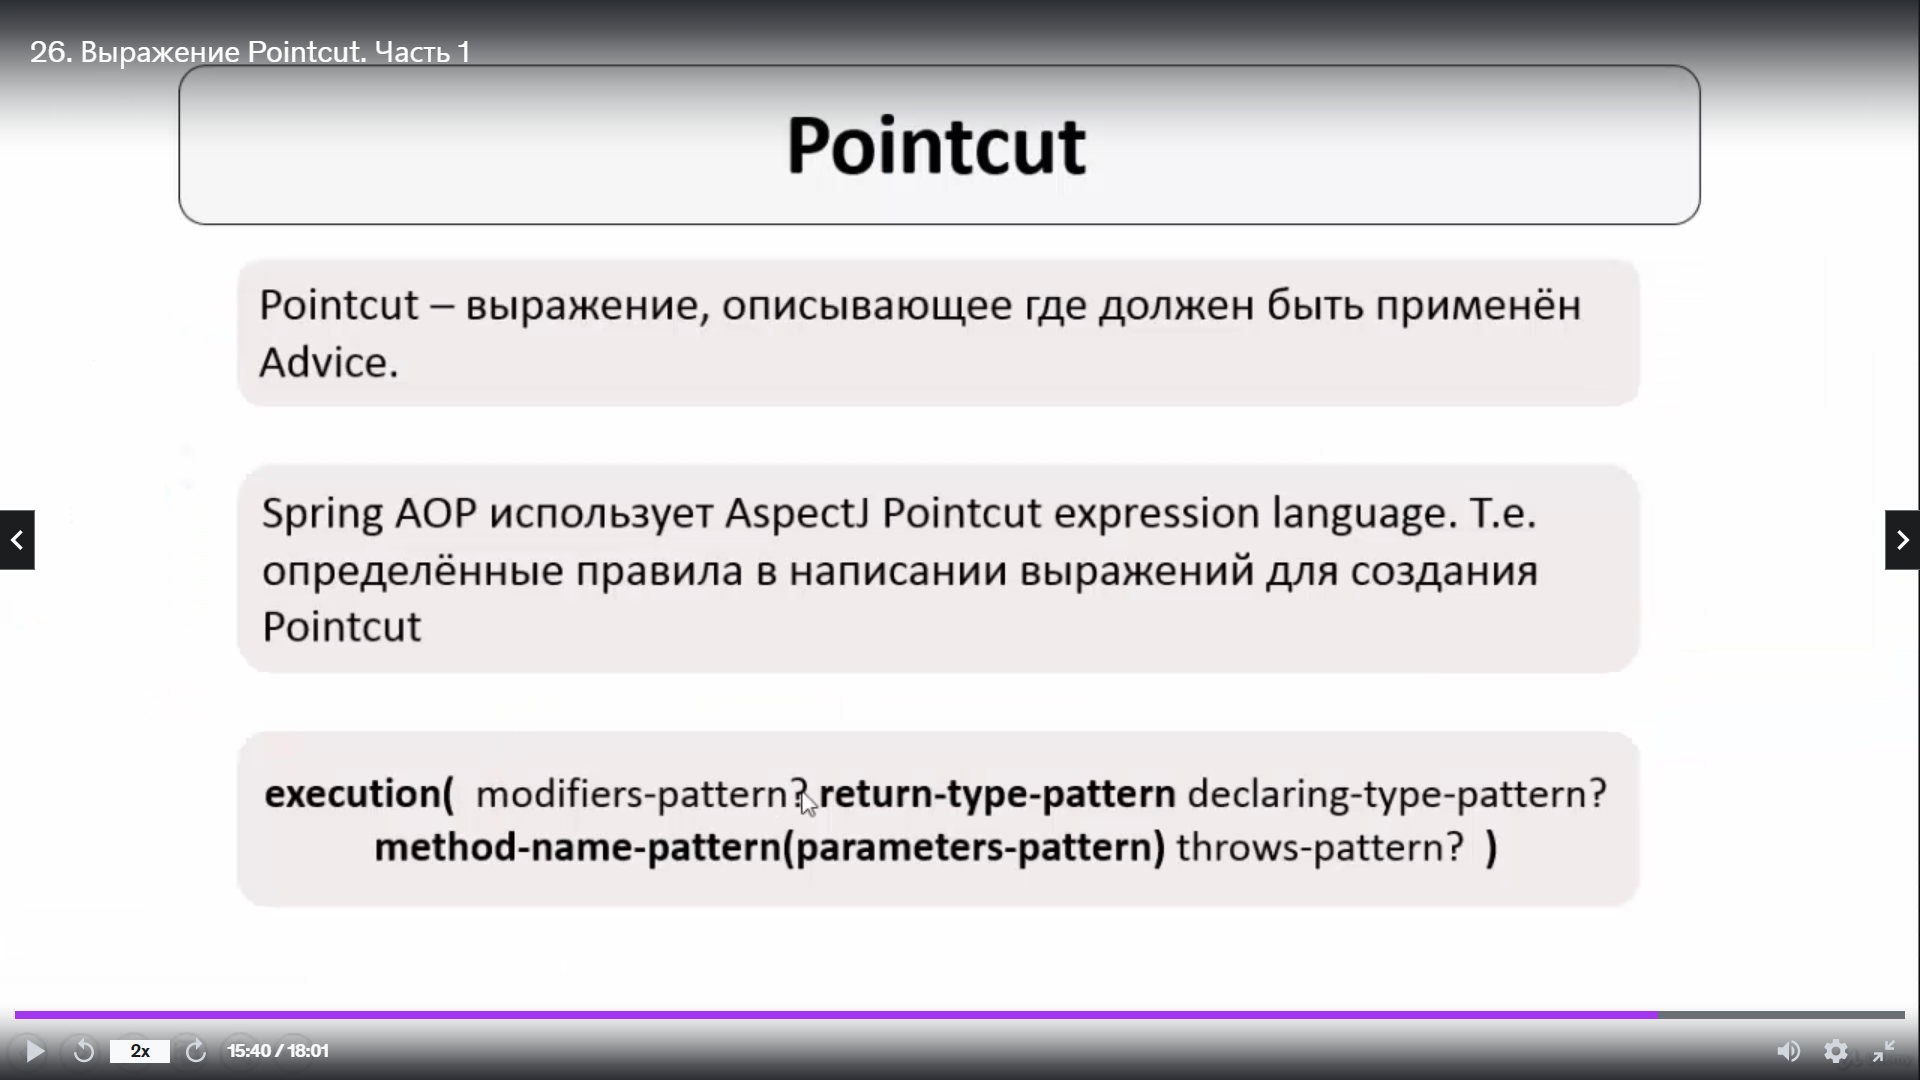 26. Выражение Pointcut. Часть 1
Pointcut
Pointcut – выражение, описывающее где должен быть применён
Advice.
Spring AOP использует AspectJ Pointcut expression language. Т.е.
определённые правила в написании выражений для создания
Pointcut
execution( modifiers-pattern? return-type-pattern declaring-type-pattern?
method-name-pattern(parameters-pattern) throws-pattern? )
2x
15:40 / 18:01